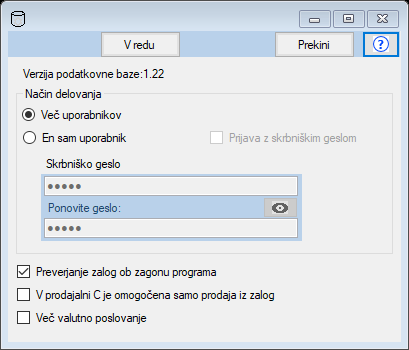 V redu
Prekini
?
Verzija podatkovne baze:1.22
Način delovanja
Več uporabnikov
En sam uporabnik
Prijava z skrbniškim geslom
Skrbniško geslo
•••••
Ponovite geslo:
•••••
Preverjanje zalog ob zagonu programa
V prodajalni C je omogočena samo prodaja iz zalog
Več valutno poslovanje